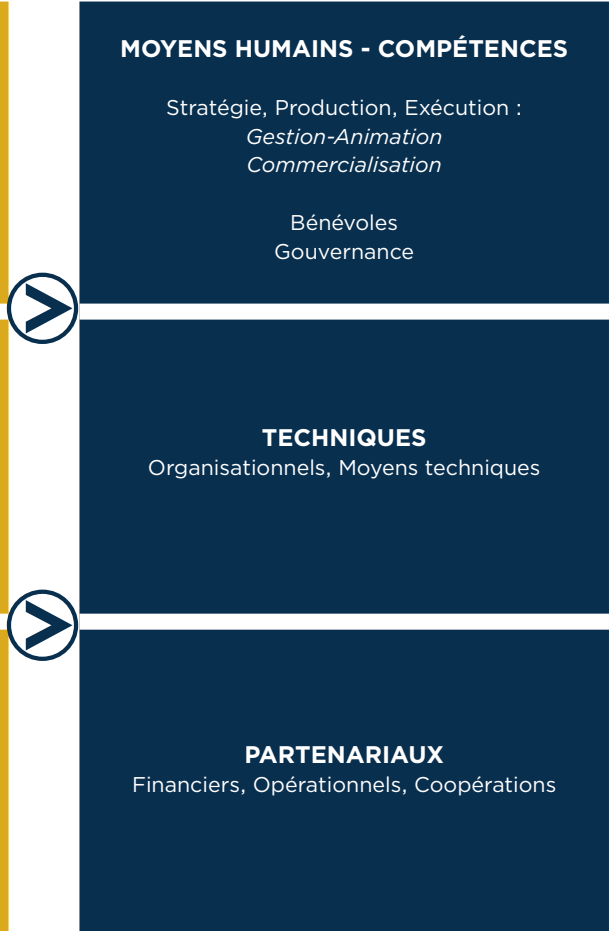 MOYENS HUMAINS - COMPÉTENCES
Stratégie, Production, Exécution :
Gestion-Animation
Commercialisation
Bénévoles
Gouvernance
TECHNIQUES
Organisationnels, Moyens techniques
PARTENARIAUX
Financiers, Opérationnels, Coopérations